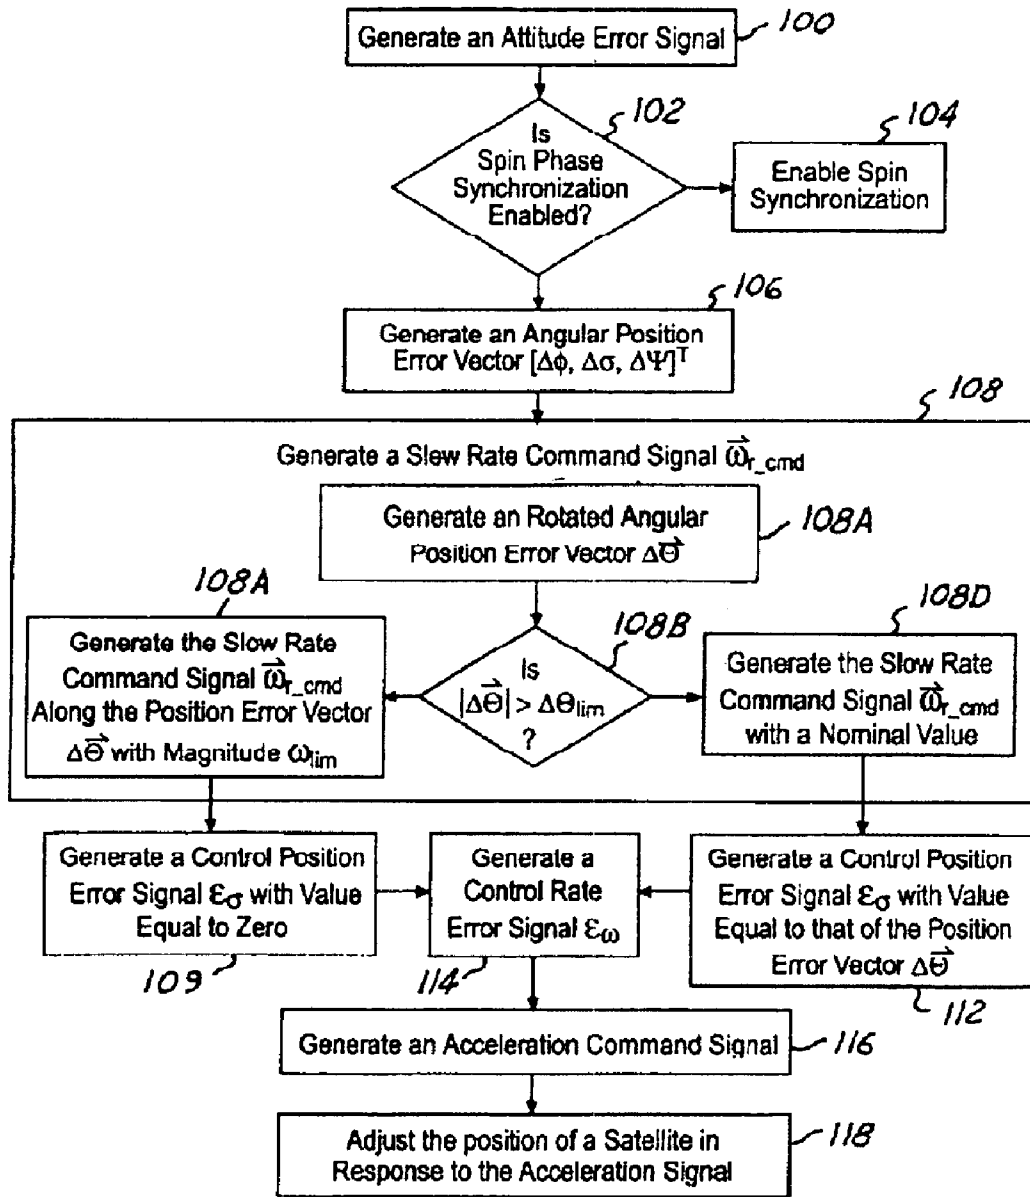 Generate an Attitude Error Signal
100
Is
Spin Phase
Synchronization
Enabled?
102
Enable Spin
Synchronization
104
Generate an Angular Position
Error Vector [Δϕ, Δσ, ΔΨ]ᵀ
106
108
Generate a Slew Rate Command Signal ω⃗r_cmd
Generate an Rotated Angular
Position Error Vector ΔΘ⃗
108A
108A
Generate the Slow Rate
Command Signal ω⃗r_cmd
Along the Position Error Vector
ΔΘ⃗ with Magnitude ωlim
108B
Is
|ΔΘ⃗| > ΔΘlim
?
108D
Generate the Slow Rate
Command Signal ω⃗r_cmd
with a Nominal Value
Generate a Control Position
Error Signal εσ with Value
Equal to Zero
109
Generate a
Control Rate
Error Signal εω
114
Generate a Control Position
Error Signal εσ with Value
Equal to that of the Position
Error Vector ΔΘ⃗
112
Generate an Acceleration Command Signal
116
Adjust the position of a Satellite in
Response to the Acceleration Signal
118